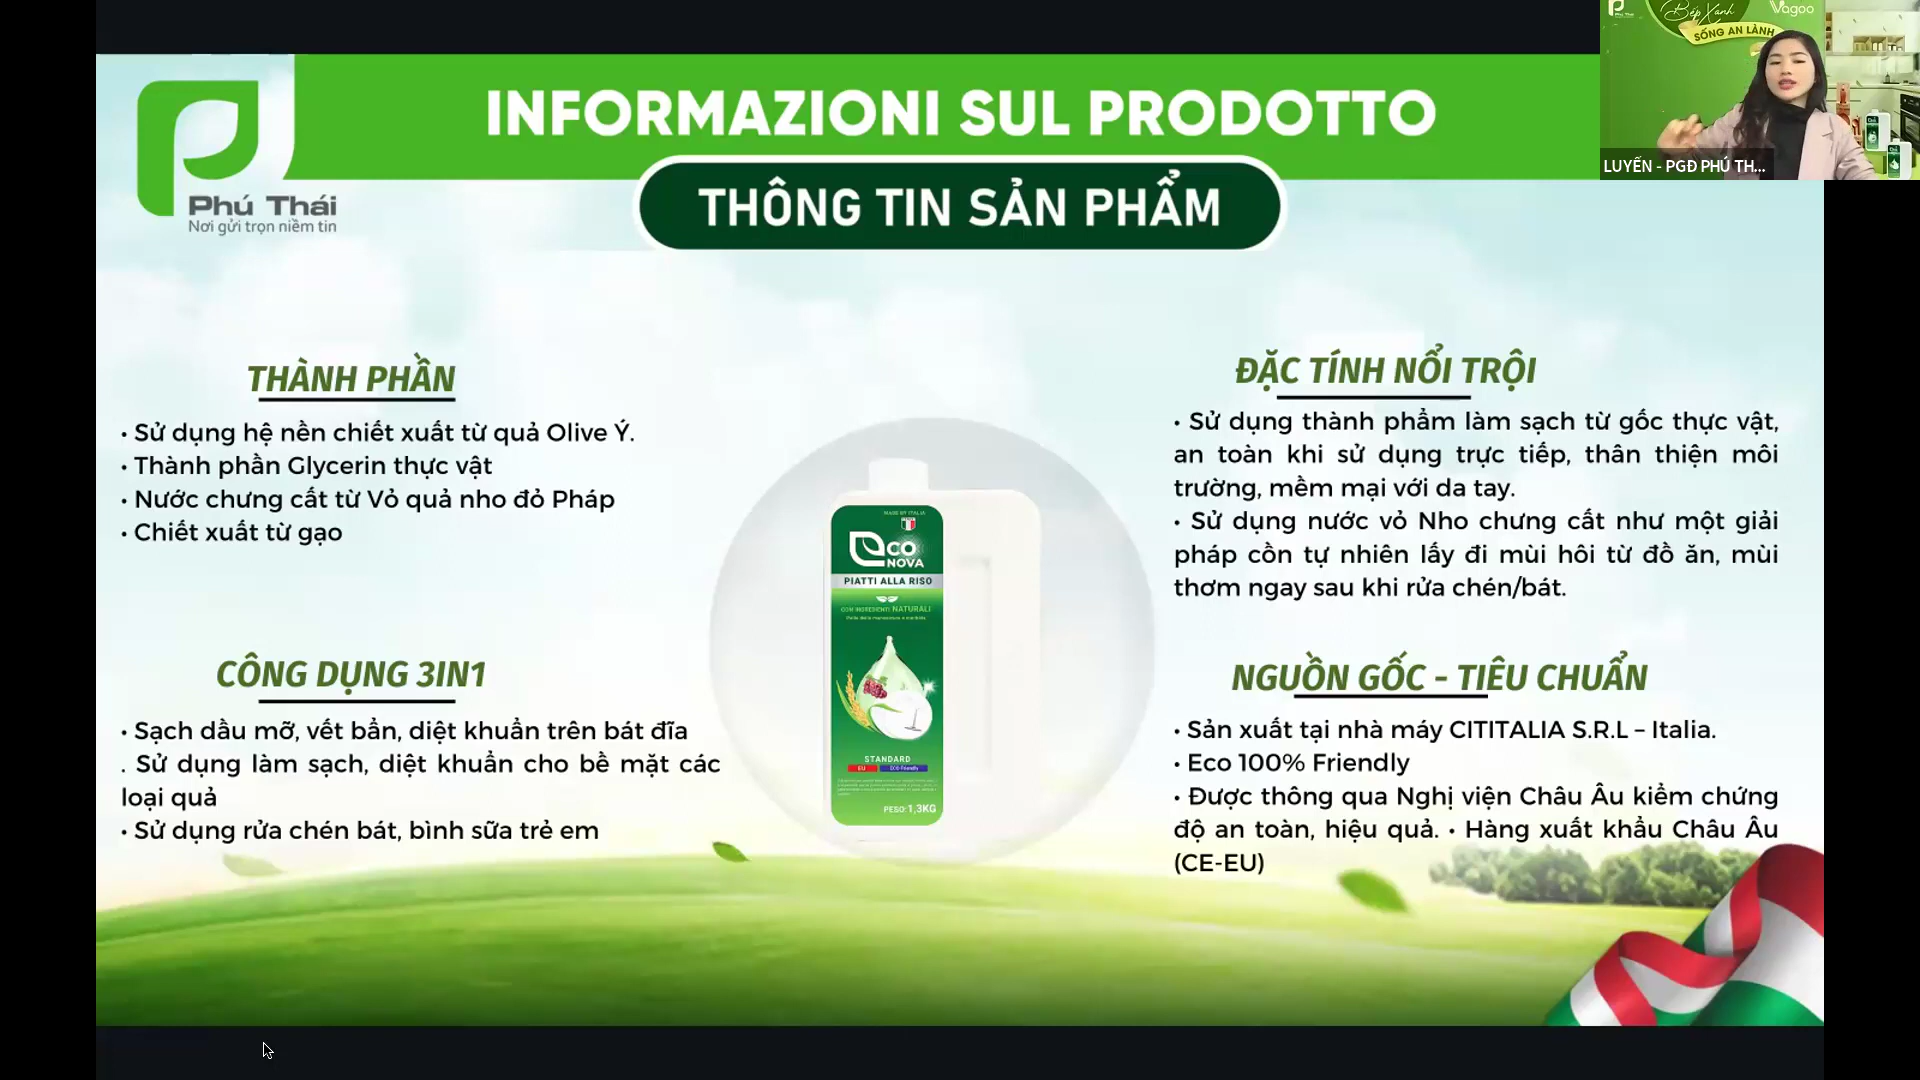 INFORMAZIONI SUL PRODOTTO
THÔNG TIN SẢN PHẨM
Phú Thái
Nơi gửi trọn niềm tin
Bếp Xanh
SỐNG AN LÀNH
Vagoo
LUYẾN - PGĐ PHÚ TH...
THÀNH PHẦN
• Sử dụng hệ nền chiết xuất từ quả Olive Ý.
• Thành phần Glycerin thực vật
• Nước chưng cất từ Vỏ quả nho đỏ Pháp
• Chiết xuất từ gạo
CÔNG DỤNG 3IN1
• Sạch dầu mỡ, vết bẩn, diệt khuẩn trên bát đĩa
. Sử dụng làm sạch, diệt khuẩn cho bề mặt các
loại quả
• Sử dụng rửa chén bát, bình sữa trẻ em
MADE BY ITALIA
ECO
NOVA
PIATTI ALLA RISO
CON INGREDIENTI NATURALI
STANDARD
EU ECO-Friendly
PESO:1,3KG
ĐẶC TÍNH NỔI TRỘI
• Sử dụng thành phẩm làm sạch từ gốc thực vật,
an toàn khi sử dụng trực tiếp, thân thiện môi
trường, mềm mại với da tay.
• Sử dụng nước vỏ Nho chưng cất như một giải
pháp cồn tự nhiên lấy đi mùi hôi từ đồ ăn, mùi
thơm ngay sau khi rửa chén/bát.
NGUỒN GỐC - TIÊU CHUẨN
• Sản xuất tại nhà máy CITITALIA S.R.L – Italia.
• Eco 100% Friendly
• Được thông qua Nghị viện Châu Âu kiểm chứng
độ an toàn, hiệu quả. • Hàng xuất khẩu Châu Âu
(CE-EU)